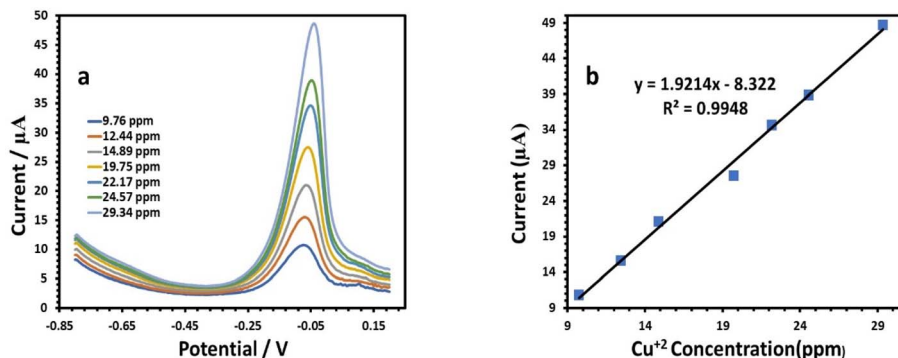 a
9.76 ppm
12.44 ppm
14.89 ppm
19.75 ppm
22.17 ppm
24.57 ppm
29.34 ppm
Current / µA
50
45
40
35
30
25
20
15
10
5
0
-0.85
-0.65
-0.45
-0.25
-0.05
0.15
Potential / V
b
y = 1.9214x - 8.322
R² = 0.9948
Current (µA)
49
44
39
34
29
24
19
14
9
9
14
19
24
29
Cu⁺² Concentration(ppm)